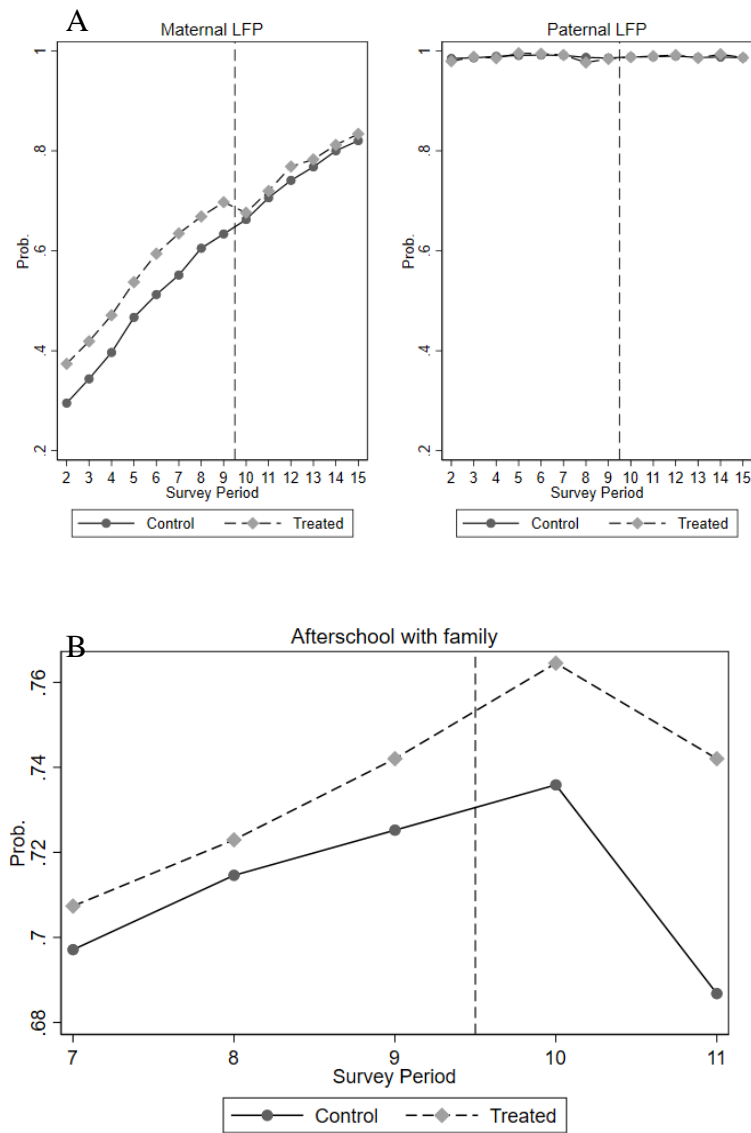 A
Maternal LFP
Paternal LFP
Prob.
1
.8
.6
.4
.2
2 3 4 5 6 7 8 9 10 11 12 13 14 15
Survey Period
Control Treated
Prob.
1
.8
.6
.4
.2
2 3 4 5 6 7 8 9 10 11 12 13 14 15
Survey Period
Control Treated
B
Afterschool with family
Prob.
.76
.74
.72
.7
.68
7 8 9 10 11
Survey Period
Control Treated